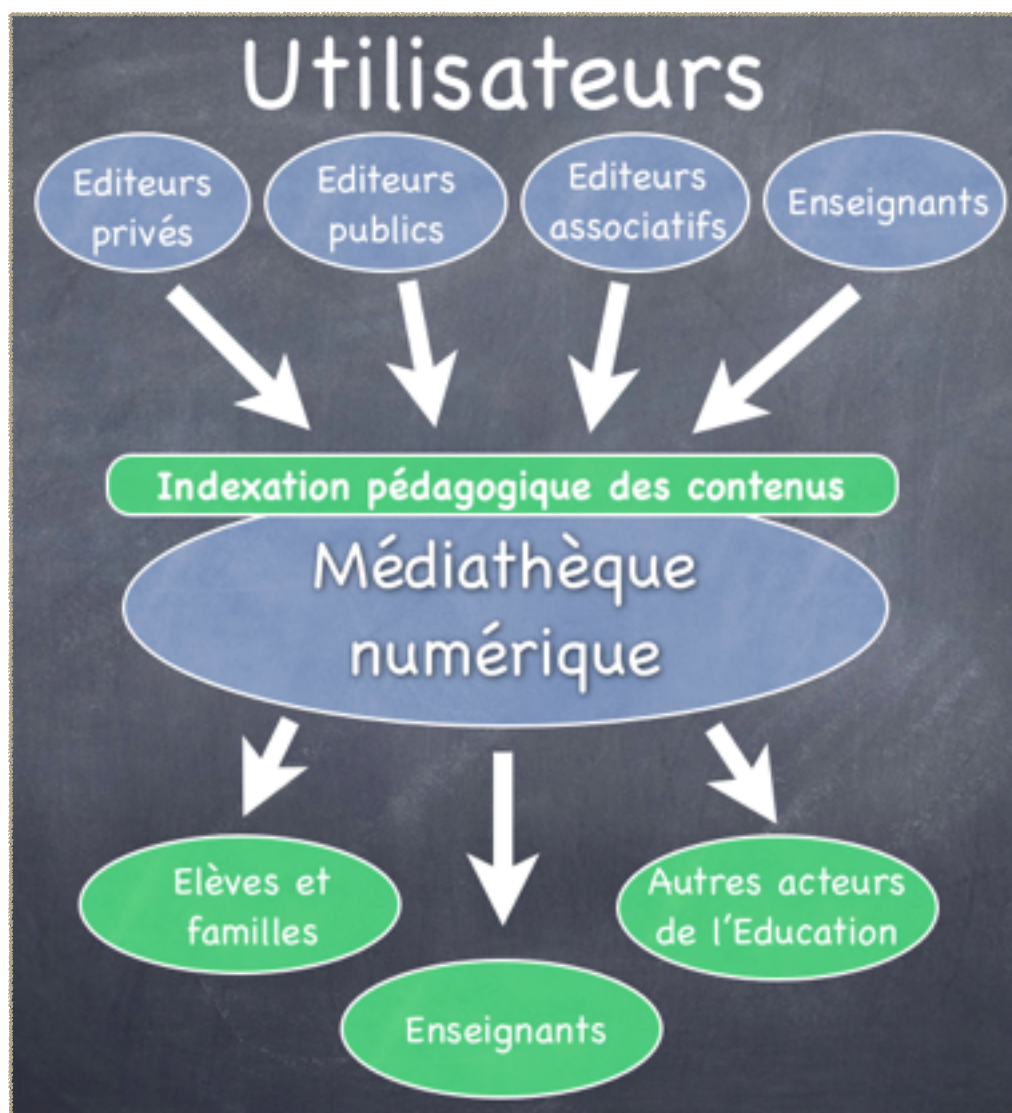 Utilisateurs
Editeurs
privés
Editeurs
publics
Editeurs
associatifs
Enseignants
Indexation pédagogique des contenus
Médiathèque
numérique
Elèves et
familles
Enseignants
Autres acteurs
de l'Education